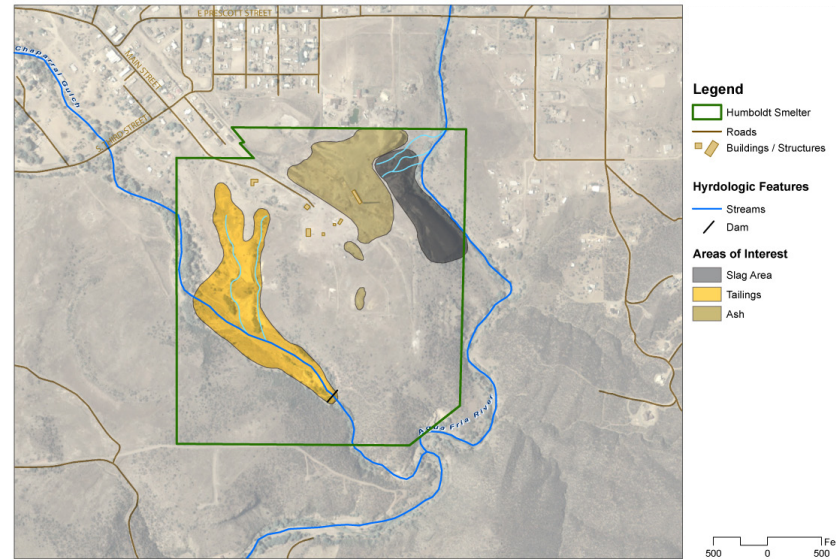 E PRESCOTT STREET
MAIN STREET
Chaparral Gulch
Agua Fria River
Legend
Humboldt Smelter
Roads
Buildings / Structures
Hyrdologic Features
Streams
Dam
Areas of Interest
Slag Area
Tailings
Ash
Fe
500 0 500